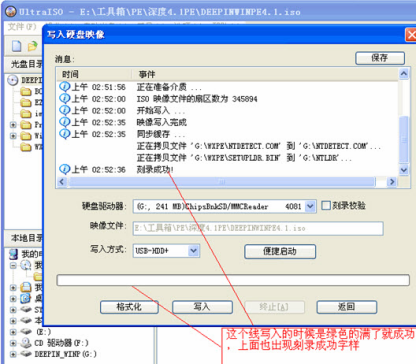 UltraISO - E:\工具箱\PE\深度4.1PE\DEEPINWINPE4.1.iso
文件(F)
写入硬盘映像
光盘目录
消息:
保存
时间 事件
上午 02:51:56 正在准备介质 ...
上午 02:52:00 ISO 映像文件的扇区数为 345894
上午 02:52:00 开始写入 ...
上午 02:52:35 映像写入完成
上午 02:52:35 同步缓存 ...
正在拷贝文件 'G:\WXPE\NTDETECT.COM' 到 'G:\NTDETECT.COM'
正在拷贝文件 'G:\WXPE\SETUPLDR.BIN' 到 'G:\NTLDR'...
上午 02:52:36 刻录成功!
硬盘驱动器: (G:, 241 MB)ChipsBnkSD/MMCReader 4081
刻录校验
映像文件: E:\工具箱\PE\深度4.1PE\DEEPINWINPE4.1.iso
写入方式: USB-HDD+
便捷启动
格式化 写入 终止[A] 返回
本地目录
我的
CD 驱动器(F:)
DEEPIN_WINP(G:)
这个线写入的时候是绿色的满了就成功
，上面也出现刻录成功字样